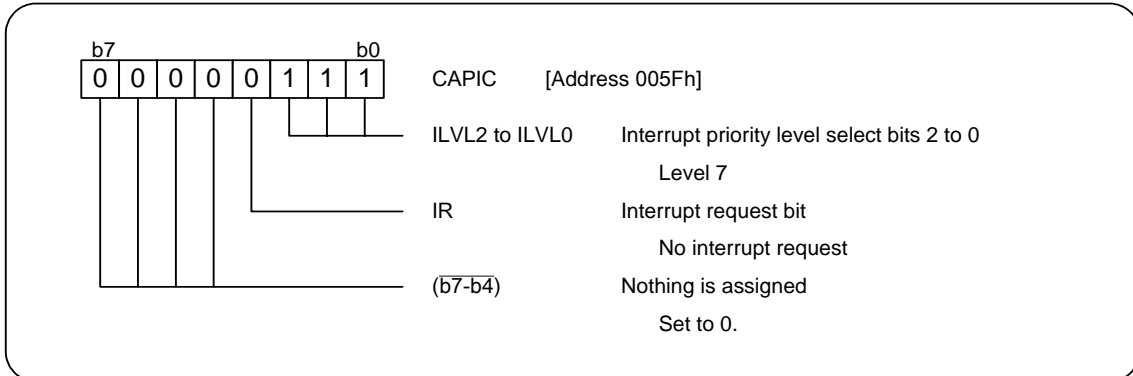 b7 b0
0 0 0 0 0 1 1 1 CAPIC [Address 005Fh]
ILVL2 to ILVL0 Interrupt priority level select bits 2 to 0
Level 7
IR Interrupt request bit
No interrupt request
(b7-b4) Nothing is assigned
Set to 0.